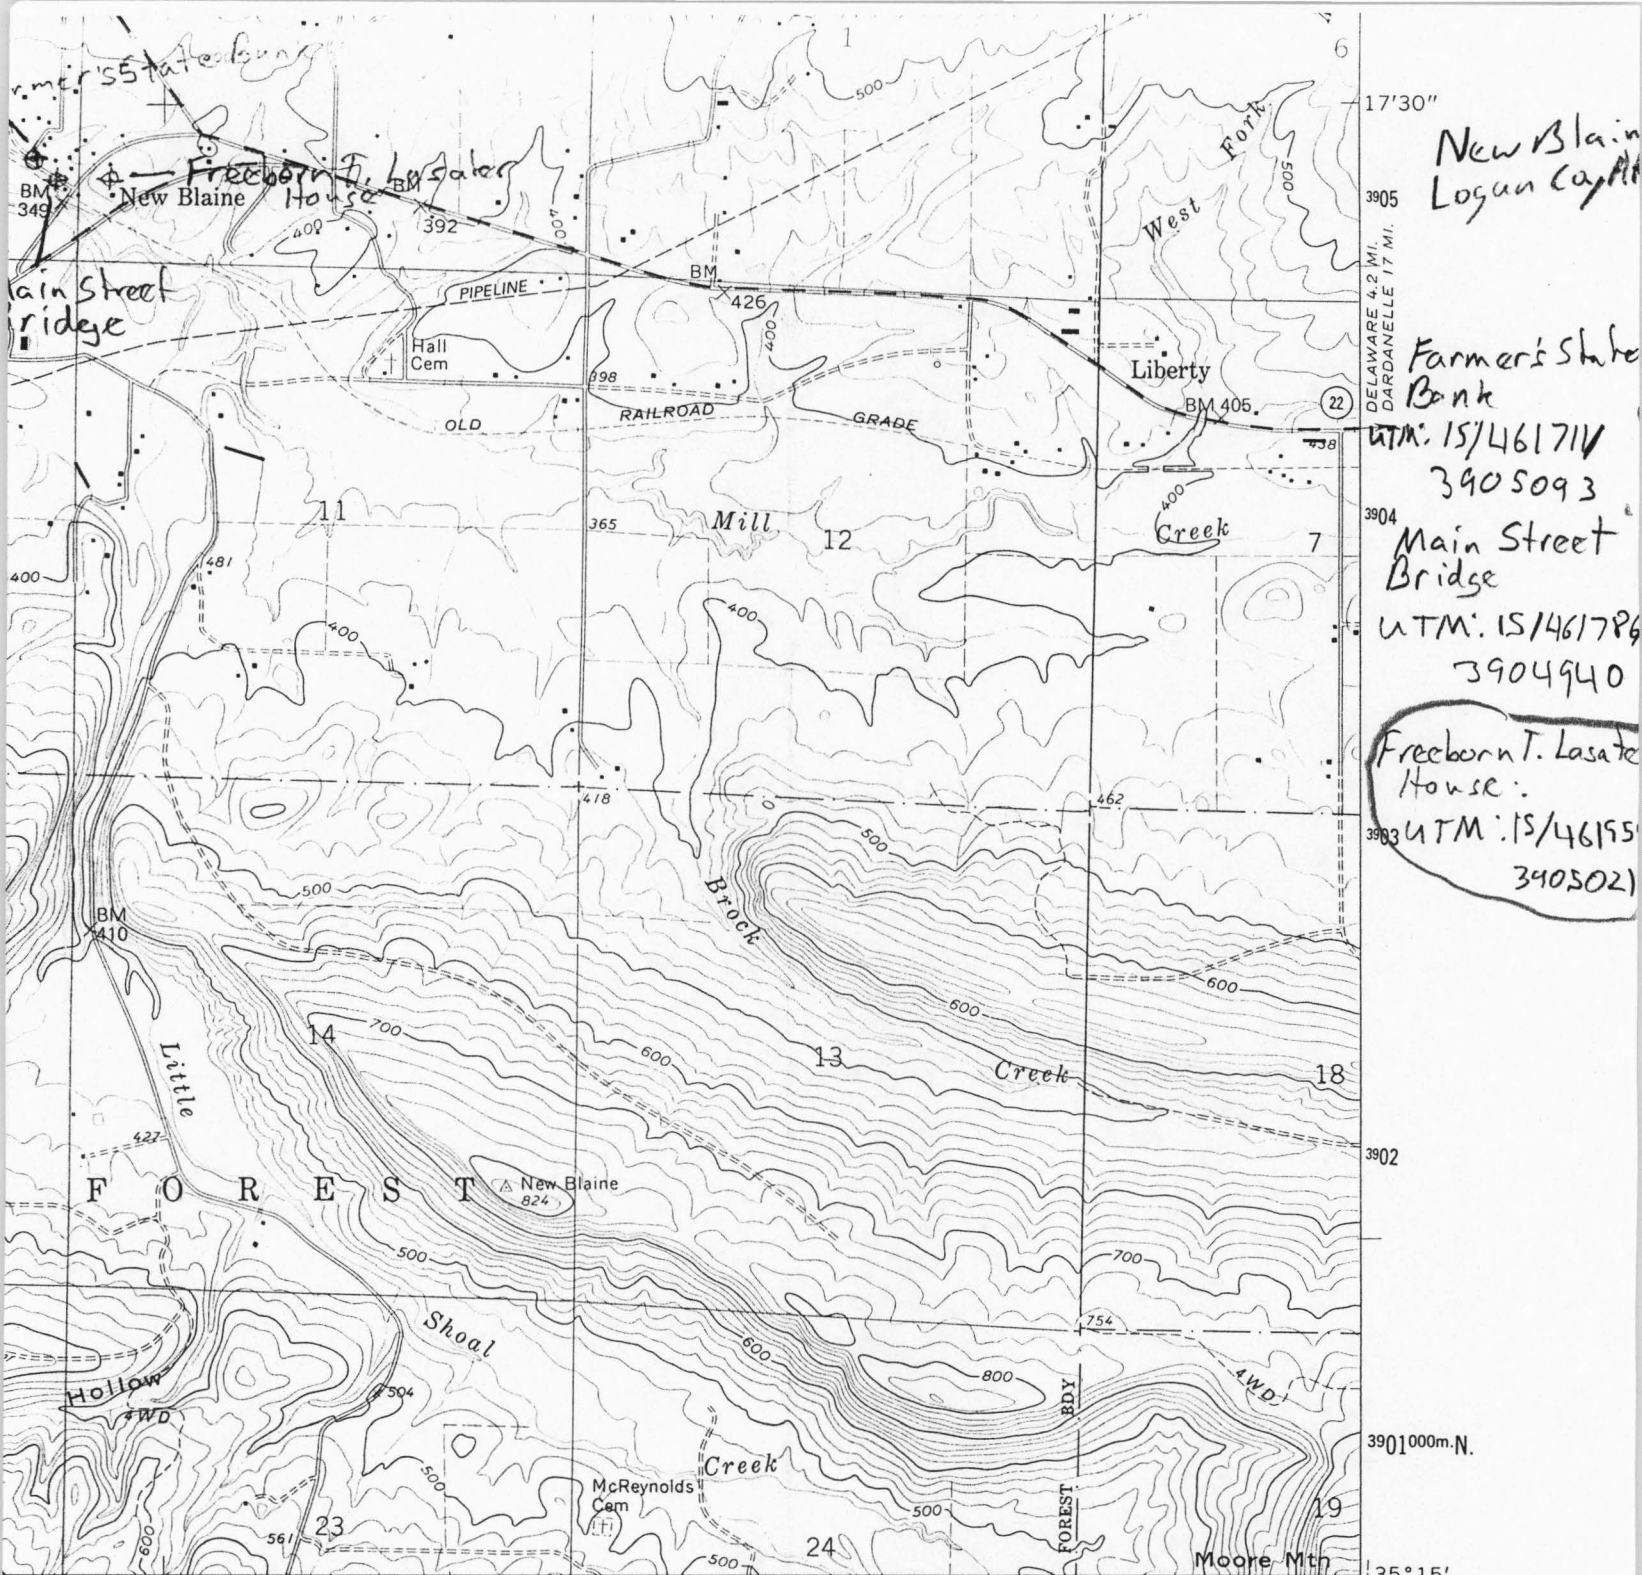 1
6
rmer's State Bank
500
17'30"
Fork
500
New Blain
Logan Co, A
3905
Freeborn T. Lasater
House
BM
349
New Blaine
BM
392
400
400
West
DELAWARE 4.2 MI.
DARDANELLE 17 MI.
ain Street
ridge
PIPELINE
BM
426
400
Hall
Cem
398
Liberty
Farmer's State
Bank
OLD
RAILROAD
GRADE
BM 405
22
438
UTM: 15/461711
3905093
11
365
Mill
12
400
Creek
7
3904
Main Street
Bridge
400
481
400
400
UTM: 15/461786
3904940
418
462
Freeborn T. Lasate
House:
3903
UTM: 15/46195
3905021
500
500
Brock
BM
410
600
600
14
700
600
13
Creek
18
Little
427
3902
FOREST
New Blaine
824
500
700
Shoal
754
600
800
4WD
Hollow
4WD
504
BDY
3901000m.N.
500
McReynolds
Cem
Creek
500
FOREST
19
600
561
23
500
24
Moore Mtn
35°15'